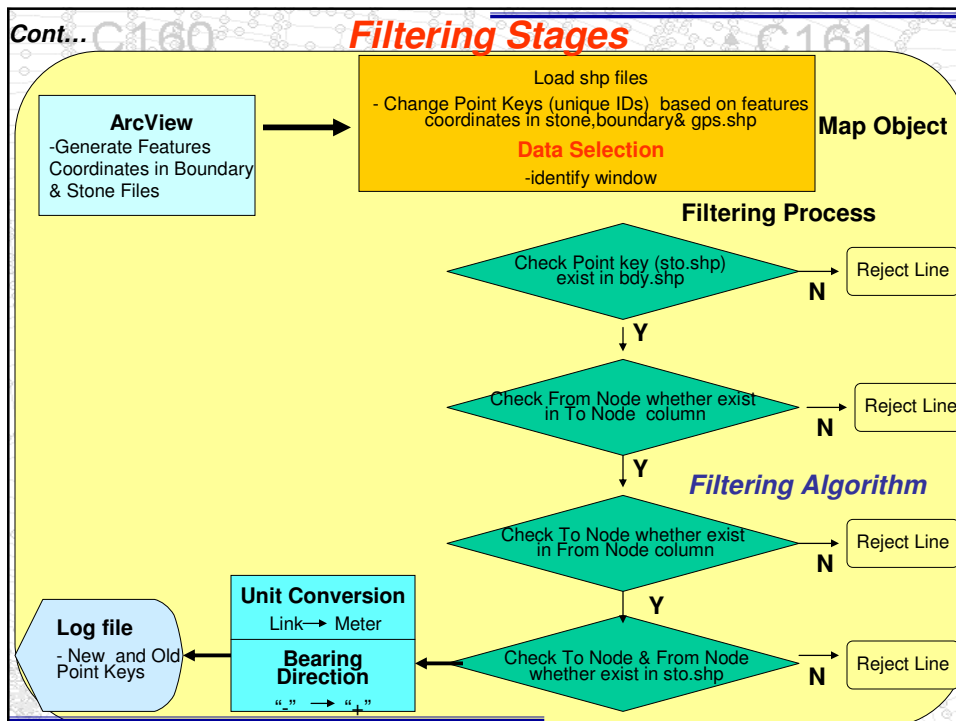 Cont...
C160
Filtering Stages
C161
ArcView
-Generate Features
Coordinates in Boundary
& Stone Files
Load shp files
- Change Point Keys (unique IDs) based on features
coordinates in stone,boundary& gps.shp
Data Selection
-identify window
Map Object
Filtering Process
Check Point key (sto.shp)
exist in bdy.shp
N
Reject Line
Y
Check From Node whether exist
in To Node column
N
Reject Line
Y
Filtering Algorithm
Check To Node whether exist
in From Node column
N
Reject Line
Y
Check To Node & From Node
whether exist in sto.shp
N
Reject Line
Unit Conversion
Link → Meter
Bearing
Direction
“-” → “+”
Log file
- New and Old
Point Keys